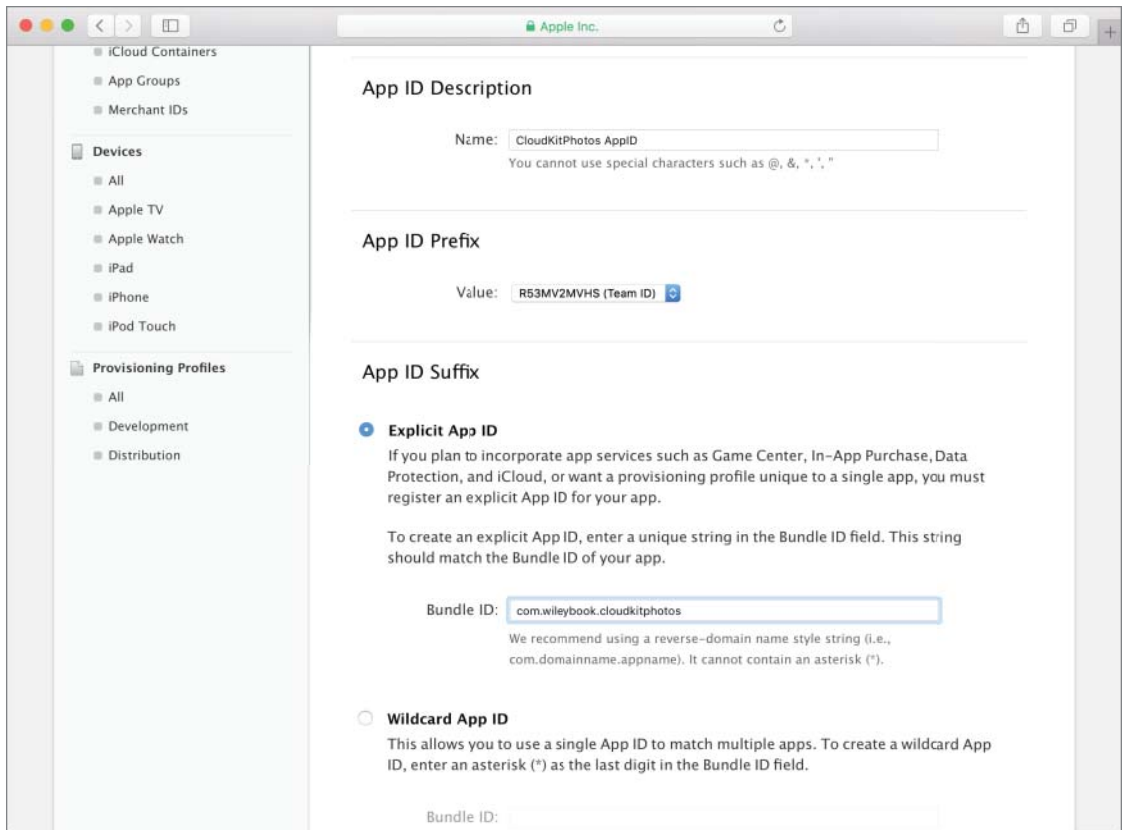 Apple Inc.
iCloud Containers
App Groups
Merchant IDs
Devices
All
Apple TV
Apple Watch
iPad
iPhone
iPod Touch
Provisioning Profiles
All
Development
Distribution
App ID Description
Name: CloudKitPhotos AppID
You cannot use special characters such as @, &, *, ', "
App ID Prefix
Value: R53MV2MVHS (Team ID)
App ID Suffix
Explicit App ID
If you plan to incorporate app services such as Game Center, In-App Purchase, Data
Protection, and iCloud, or want a provisioning profile unique to a single app, you must
register an explicit App ID for your app.
To create an explicit App ID, enter a unique string in the Bundle ID field. This string
should match the Bundle ID of your app.
Bundle ID: com.wileybook.cloudkitphotos
We recommend using a reverse-domain name style string (i.e.,
com.domainname.appname). It cannot contain an asterisk (*).
Wildcard App ID
This allows you to use a single App ID to match multiple apps. To create a wildcard App
ID, enter an asterisk (*) as the last digit in the Bundle ID field.
Bundle ID: